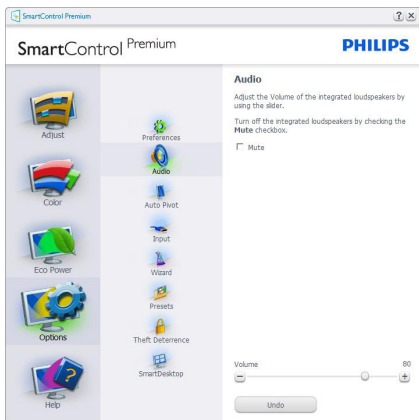 SmartControl Premium
SmartControl Premium
PHILIPS
Adjust
Color
Eco Power
Options
Help
Preferences
Audio
Auto Pivot
Input
Wizard
Presets
Theft Deterrence
SmartDesktop
Audio
Adjust the Volume of the integrated loudspeakers by
using the slider.
Turn off the integrated loudspeakers by checking the
Mute checkbox.
Mute
Volume 80
Undo